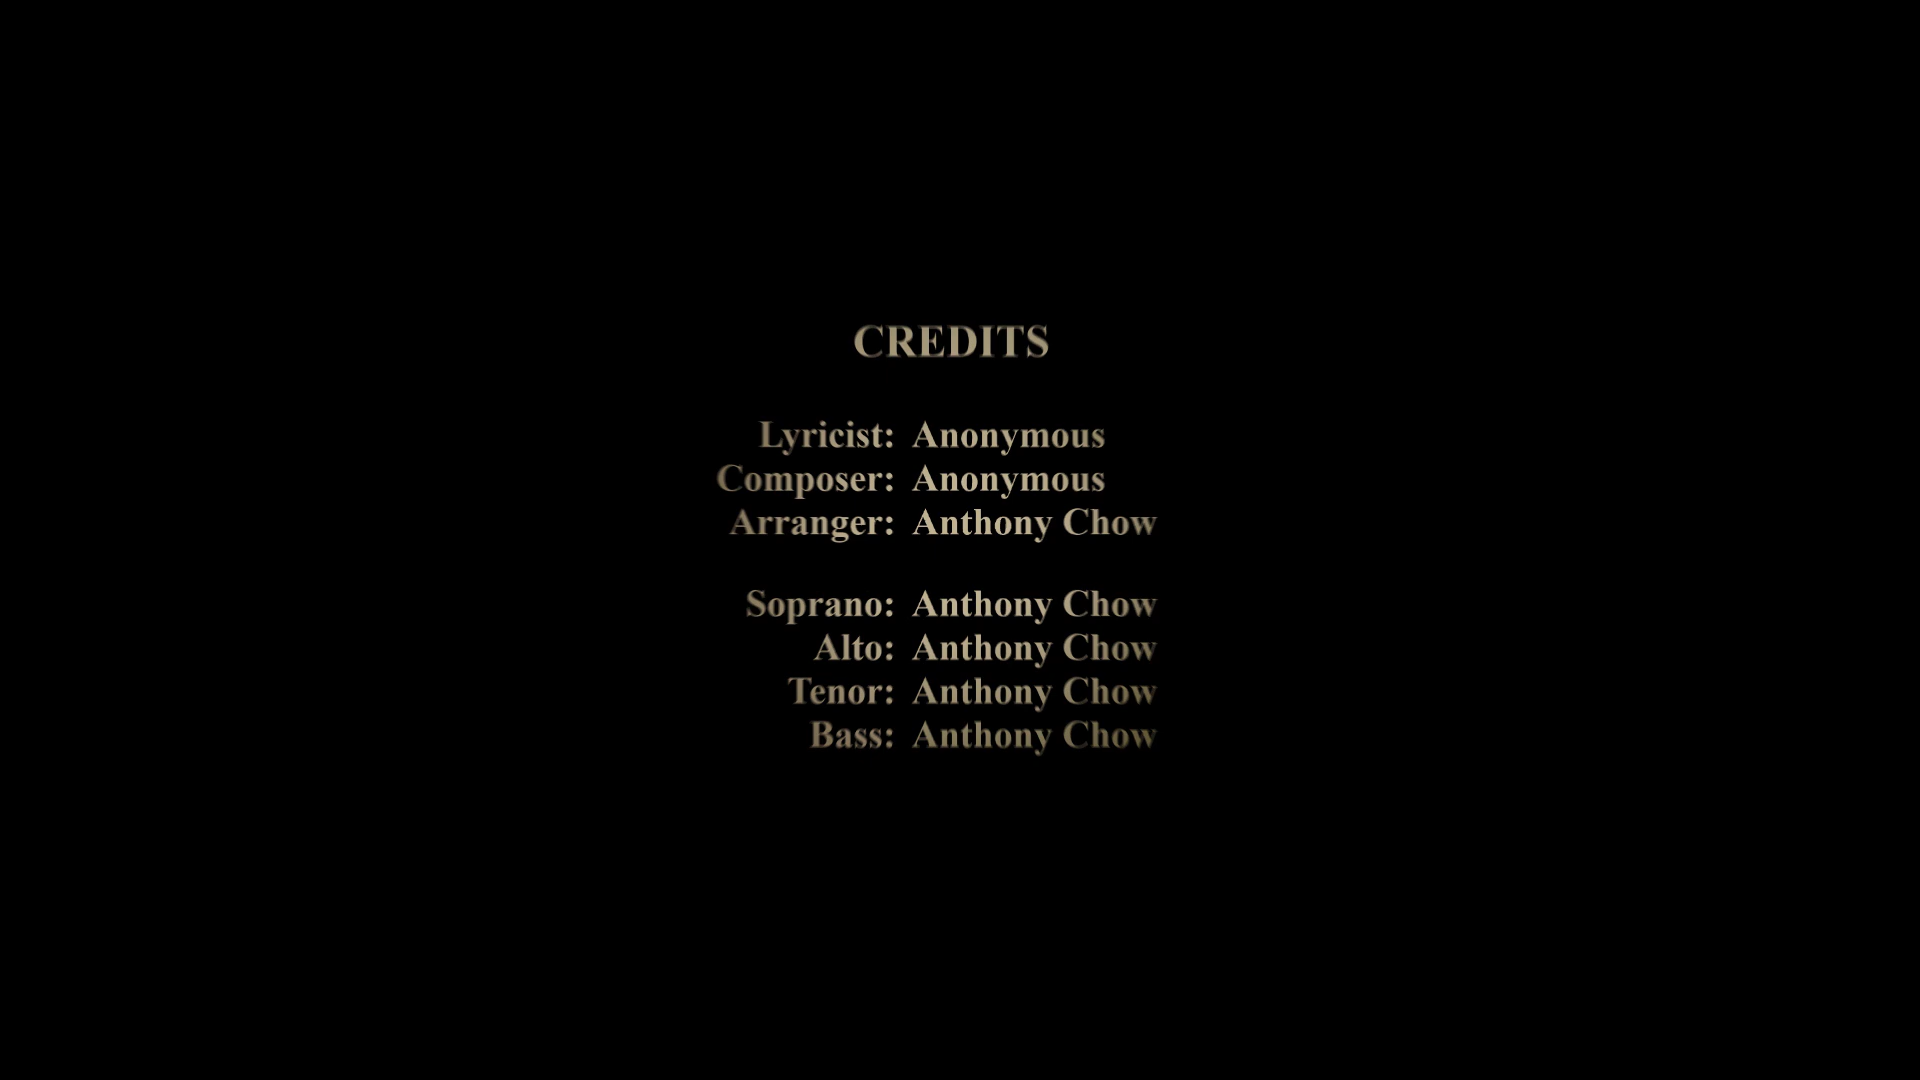 CREDITS
Lyricist: Anonymous
Composer: Anonymous
Arranger: Anthony Chow
Soprano: Anthony Chow
Alto: Anthony Chow
Tenor: Anthony Chow
Bass: Anthony Chow